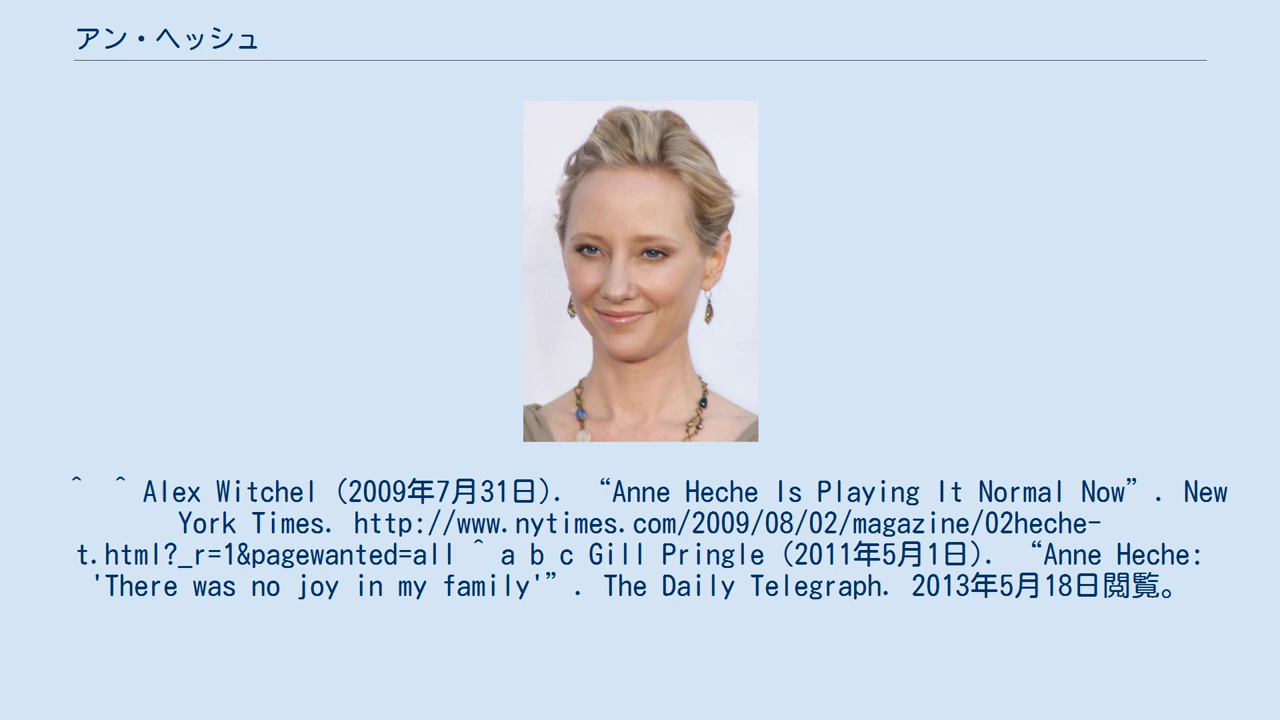 アン・ヘッシュ
^ ^ Alex Witchel (2009年7月31日). “Anne Heche Is Playing It Normal Now”. New
York Times. http://www.nytimes.com/2009/08/02/magazine/02heche-
t.html?_r=1&pagewanted=all ^ a b c Gill Pringle (2011年5月1日). “Anne Heche:
'There was no joy in my family'”. The Daily Telegraph. 2013年5月18日閲覧。